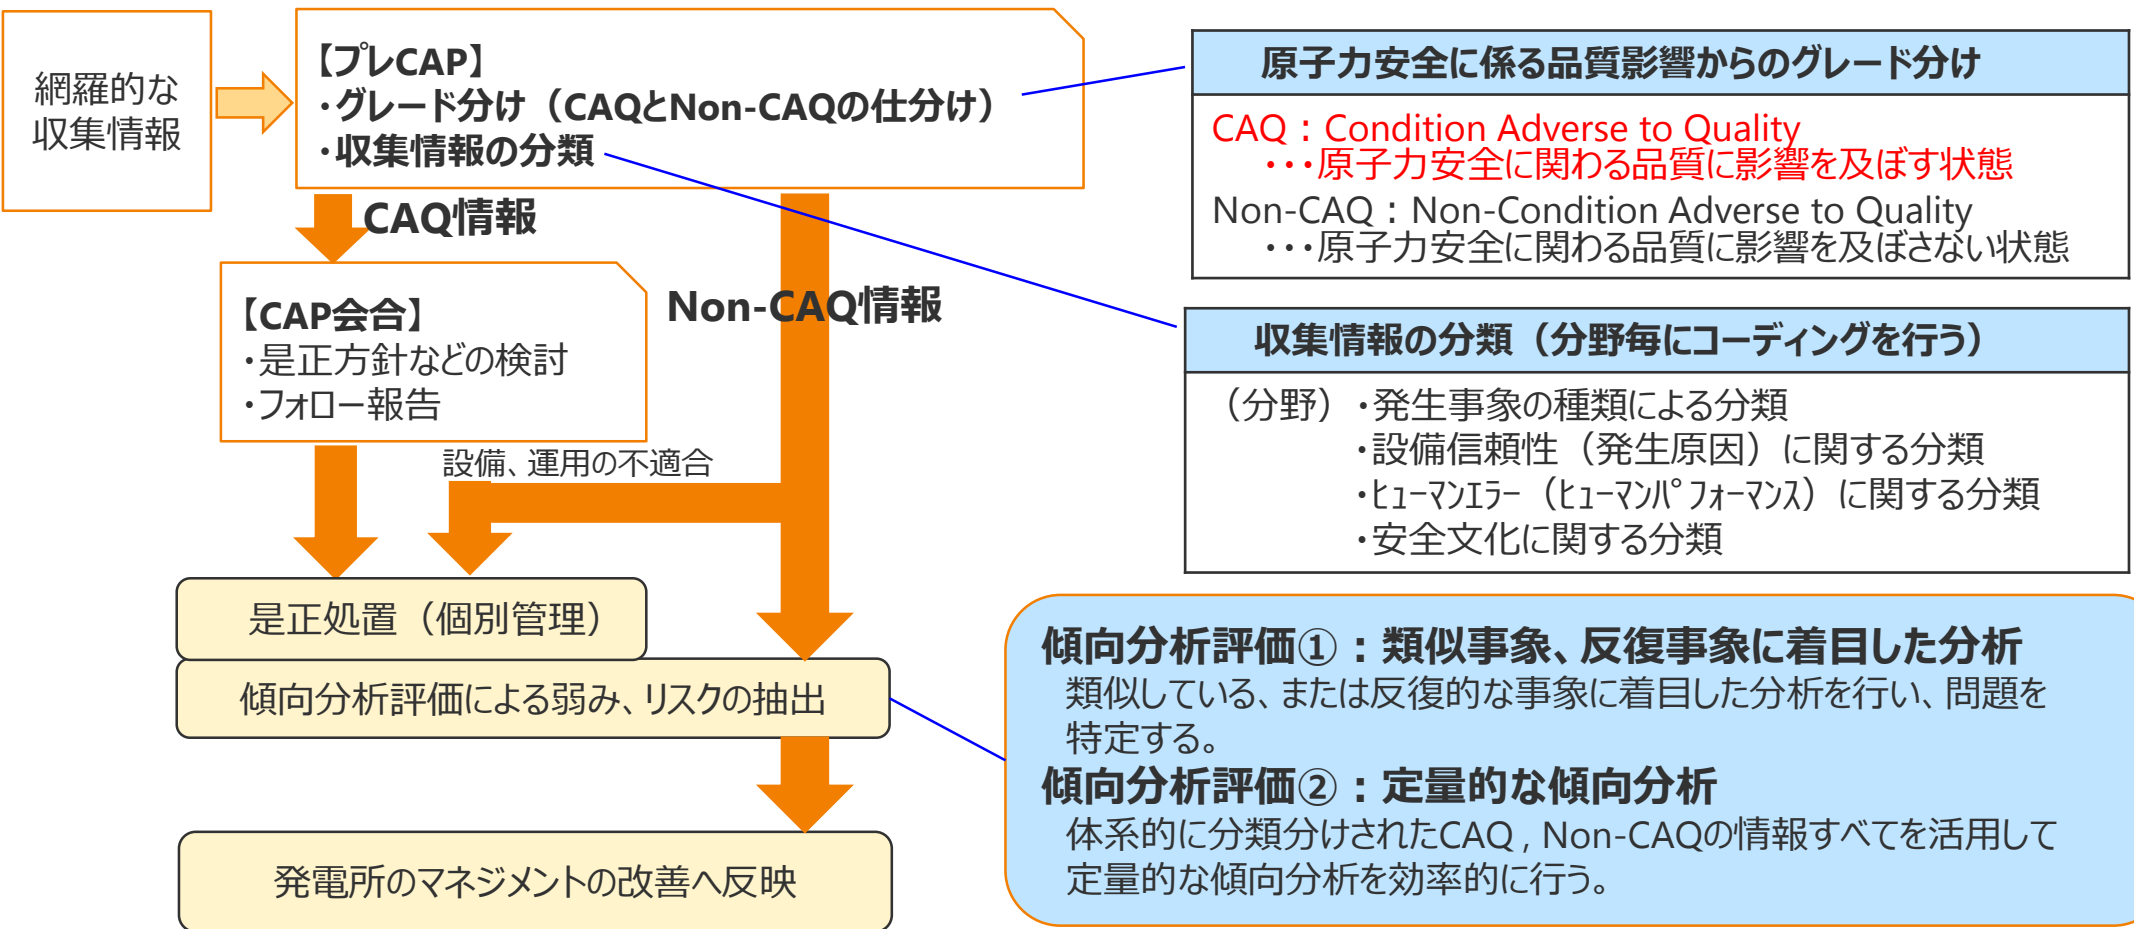 網羅的な
収集情報
【プレCAP】
・グレード分け（CAQとNon-CAQの仕分け）
・収集情報の分類
CAQ情報
Non-CAQ情報
【CAP会合】
・是正方針などの検討
・フォロー報告
設備、運用の不適合
是正処置（個別管理）
傾向分析評価による弱み、リスクの抽出
発電所のマネジメントの改善へ反映
原子力安全に係る品質影響からのグレード分け
CAQ：Condition Adverse to Quality
・・・原子力安全に関わる品質に影響を及ぼす状態
Non-CAQ：Non-Condition Adverse to Quality
・・・原子力安全に関わる品質に影響を及ぼさない状態
収集情報の分類（分野毎にコーディングを行う）
（分野）・発生事象の種類による分類
・設備信頼性（発生原因）に関する分類
・ﾋｭｰﾏﾝｴﾗｰ（ﾋｭｰﾏﾝﾊﾟﾌｫｰﾏﾝｽ）に関する分類
・安全文化に関する分類
傾向分析評価①：類似事象、反復事象に着目した分析
類似している、または反復的な事象に着目した分析を行い、問題を
特定する。
傾向分析評価②：定量的な傾向分析
体系的に分類分けされたCAQ , Non-CAQの情報すべてを活用して
定量的な傾向分析を効率的に行う。